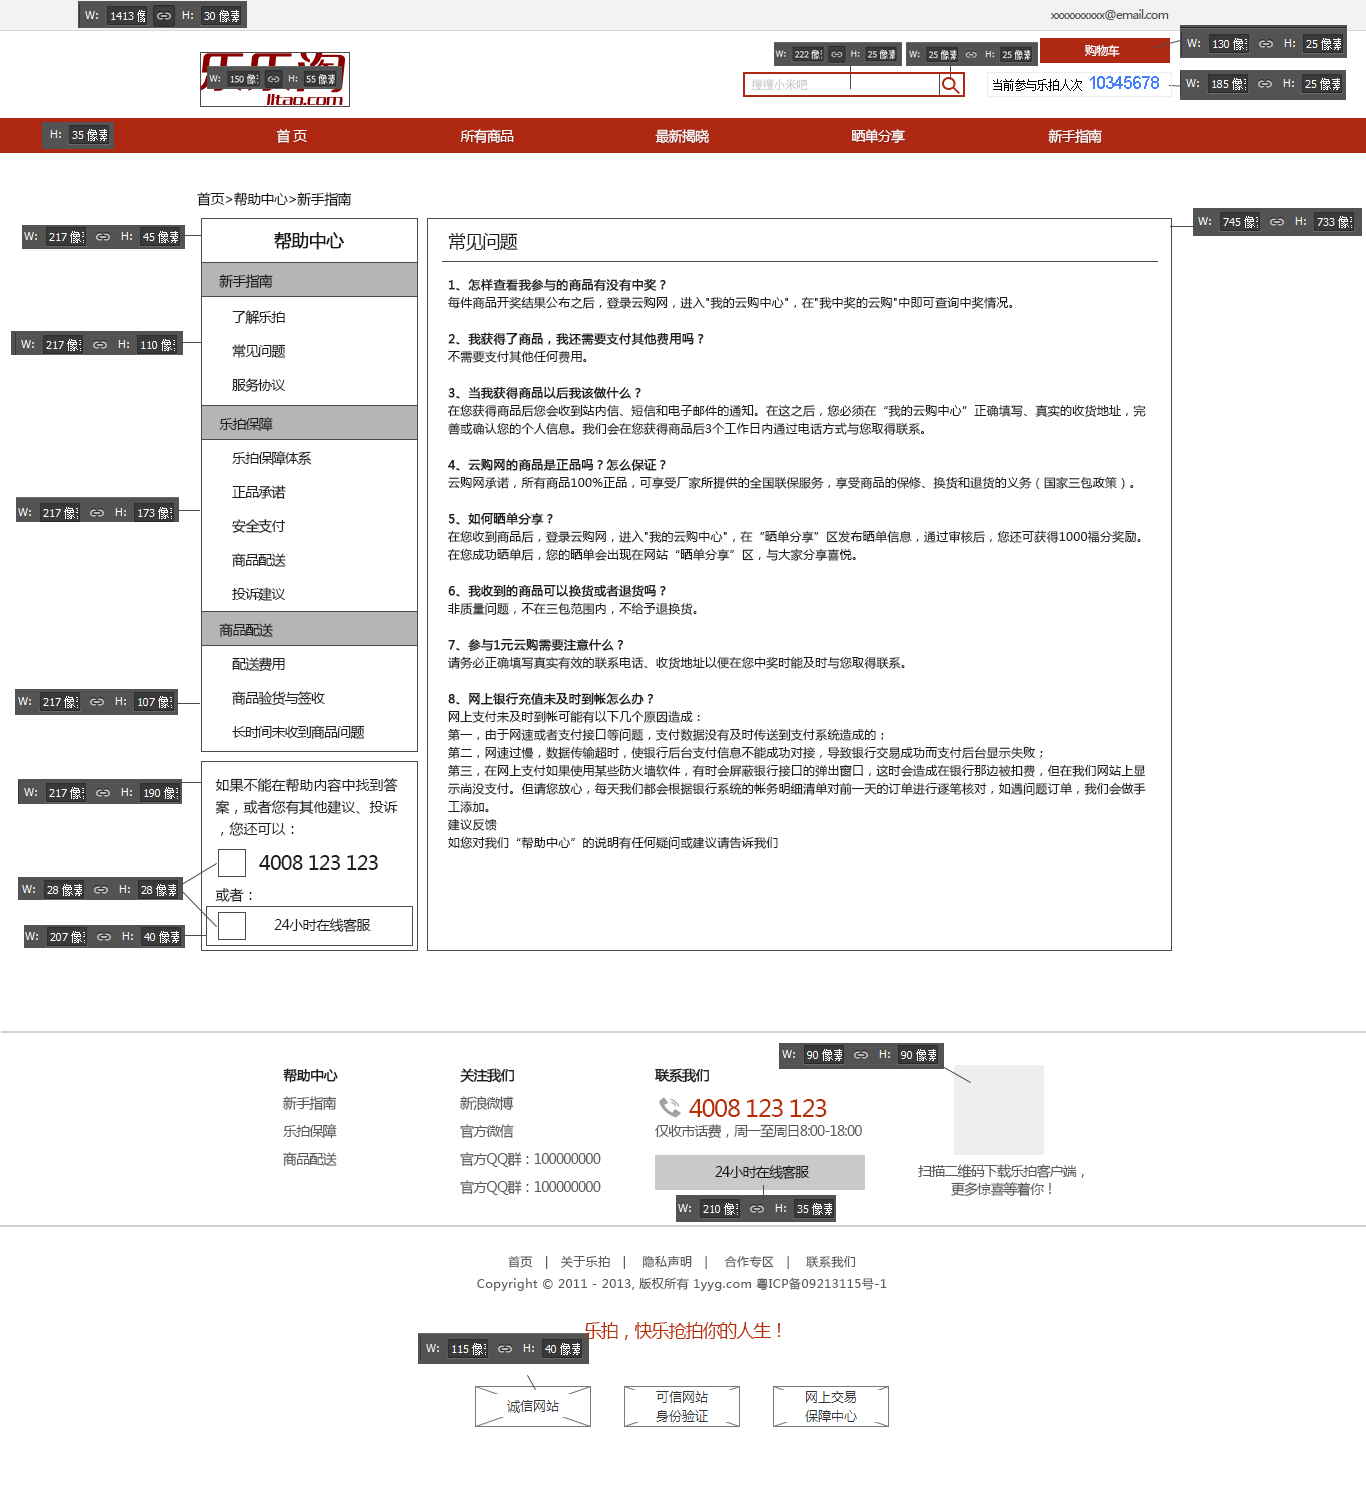 W: 1413 像 H: 30 像素
xxxxxxxxxx@email.com
乐乐淘
lltao.com
W: 150 像素 H: 55 像素
W: 222 像 H: 25 像素
W: 25 像素 H: 25 像素
购物车
W: 130 像素 H: 25 像素
搜搜小米吧
当前参与乐拍人次 10345678
W: 185 像 H: 25 像素
H: 35 像素
首 页
所有商品
最新揭晓
晒单分享
新手指南
首页>帮助中心>新手指南
W: 217 像 H: 45 像素
帮助中心
新手指南
了解乐拍
W: 217 像 H: 110 像
常见问题
服务协议
乐拍保障
乐拍保障体系
正品承诺
W: 217 像 H: 173 像
安全支付
商品配送
投诉建议
商品配送
配送费用
W: 217 像 H: 107 像
商品验货与签收
长时间未收到商品问题
W: 217 像 H: 190 像
如果不能在帮助内容中找到答
案，或者您有其他建议、投诉
，您还可以：
4008 123 123
W: 28 像素 H: 28 像素
或者：
24小时在线客服
W: 207 像 H: 40 像素
W: 745 像 H: 733 像
常见问题
1、怎样查看我参与的商品有没有中奖？
每件商品开奖结果公布之后，登录云购网，进入"我的云购中心"，在"我中奖的云购"中即可查询中奖情况。
2、我获得了商品，我还需要支付其他费用吗？
不需要支付其他任何费用。
3、当我获得商品以后我该做什么？
在您获得商品后您会收到站内信、短信和电子邮件的通知。在这之后，您必须在“我的云购中心”正确填写、真实的收货地址，完
善或确认您的个人信息。我们会在您获得商品后3个工作日内通过电话方式与您取得联系。
4、云购网的商品是正品吗？怎么保证？
云购网承诺，所有商品100%正品，可享受厂家所提供的全国联保服务，享受商品的保修、换货和退货的义务（国家三包政策）。
5、如何晒单分享？
在您收到商品后，登录云购网，进入"我的云购中心"，在“晒单分享”区发布晒单信息，通过审核后，您还可获得1000福分奖励。
在您成功晒单后，您的晒单会出现在网站“晒单分享”区，与大家分享喜悦。
6、我收到的商品可以换货或者退货吗？
非质量问题，不在三包范围内，不给予退换货。
7、参与1元云购需要注意什么？
请务必正确填写真实有效的联系电话、收货地址以便在您中奖时能及时与您取得联系。
8、网上银行充值未及时到帐怎么办？
网上支付未及时到帐可能有以下几个原因造成：
第一，由于网速或者支付接口等问题，支付数据没有及时传送到支付系统造成的；
第二，网速过慢，数据传输超时，使银行后台支付信息不能成功对接，导致银行交易成功而支付后台显示失败；
第三，在网上支付如果使用某些防火墙软件，有时会屏蔽银行接口的弹出窗口，这时会造成在银行那边被扣费，但在我们网站上显
示尚没支付。但请您放心，每天我们都会根据银行系统的帐务明细清单对前一天的订单进行逐笔核对，如遇问题订单，我们会做手
工添加。
建议反馈
如您对我们“帮助中心”的说明有任何疑问或建议请告诉我们
帮助中心
新手指南
乐拍保障
商品配送
关注我们
新浪微博
官方微信
官方QQ群：100000000
官方QQ群：100000000
联系我们
4008 123 123
仅收市话费，周一至周日8:00-18:00
24小时在线客服
W: 210 像 H: 35 像素
W: 90 像素 H: 90 像素
扫描二维码下载乐拍客户端，
更多惊喜等着你！
首页 | 关于乐拍 | 隐私声明 | 合作专区 | 联系我们
Copyright © 2011 - 2013, 版权所有 1yyg.com 粤ICP备09213115号-1
乐拍，快乐抢拍你的人生！
W: 115 像 H: 40 像素
诚信网站
可信网站
身份验证
网上交易
保障中心